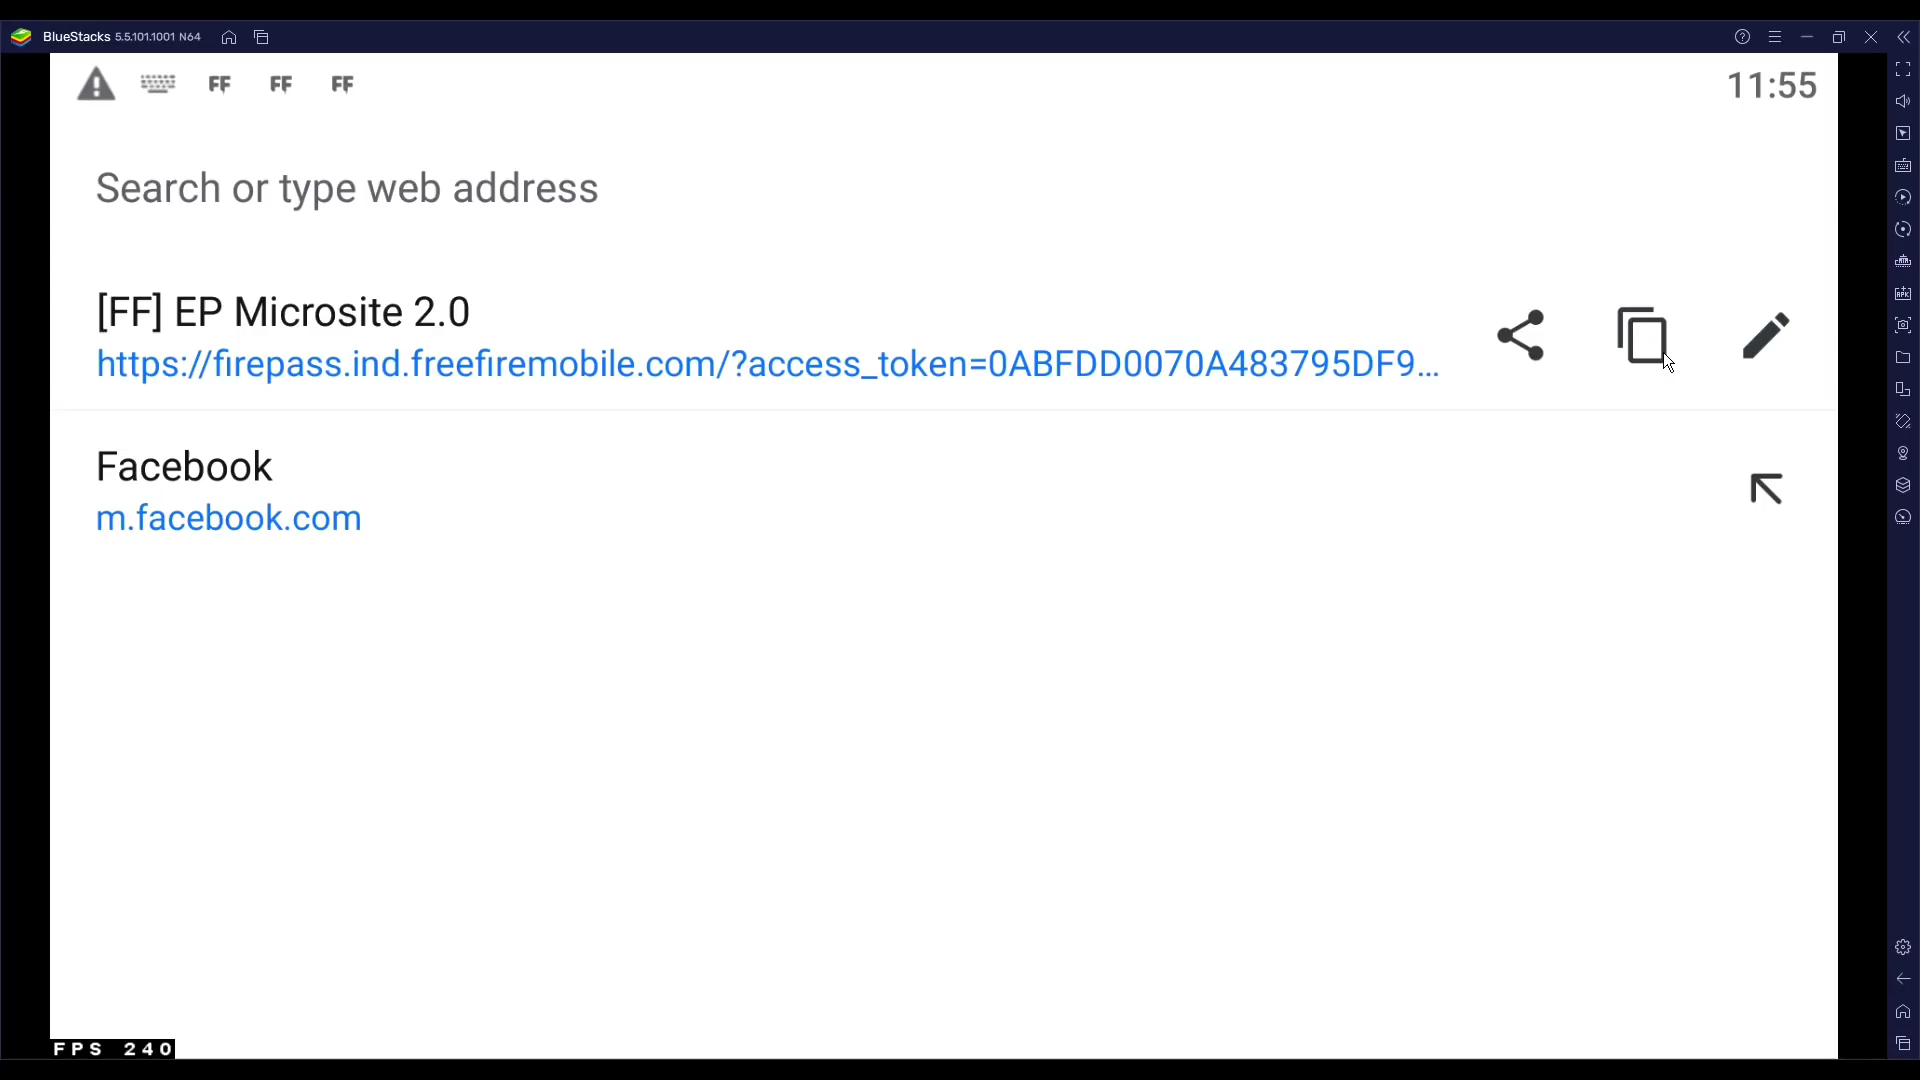 BlueStacks 5.5.101.1001 N64
FF FF FF
11:55
Search or type web address
[FF] EP Microsite 2.0
https://firepass.ind.freefiremobile.com/?access_token=0ABFDD0070A483795DF9...
Facebook
m.facebook.com
FPS 240